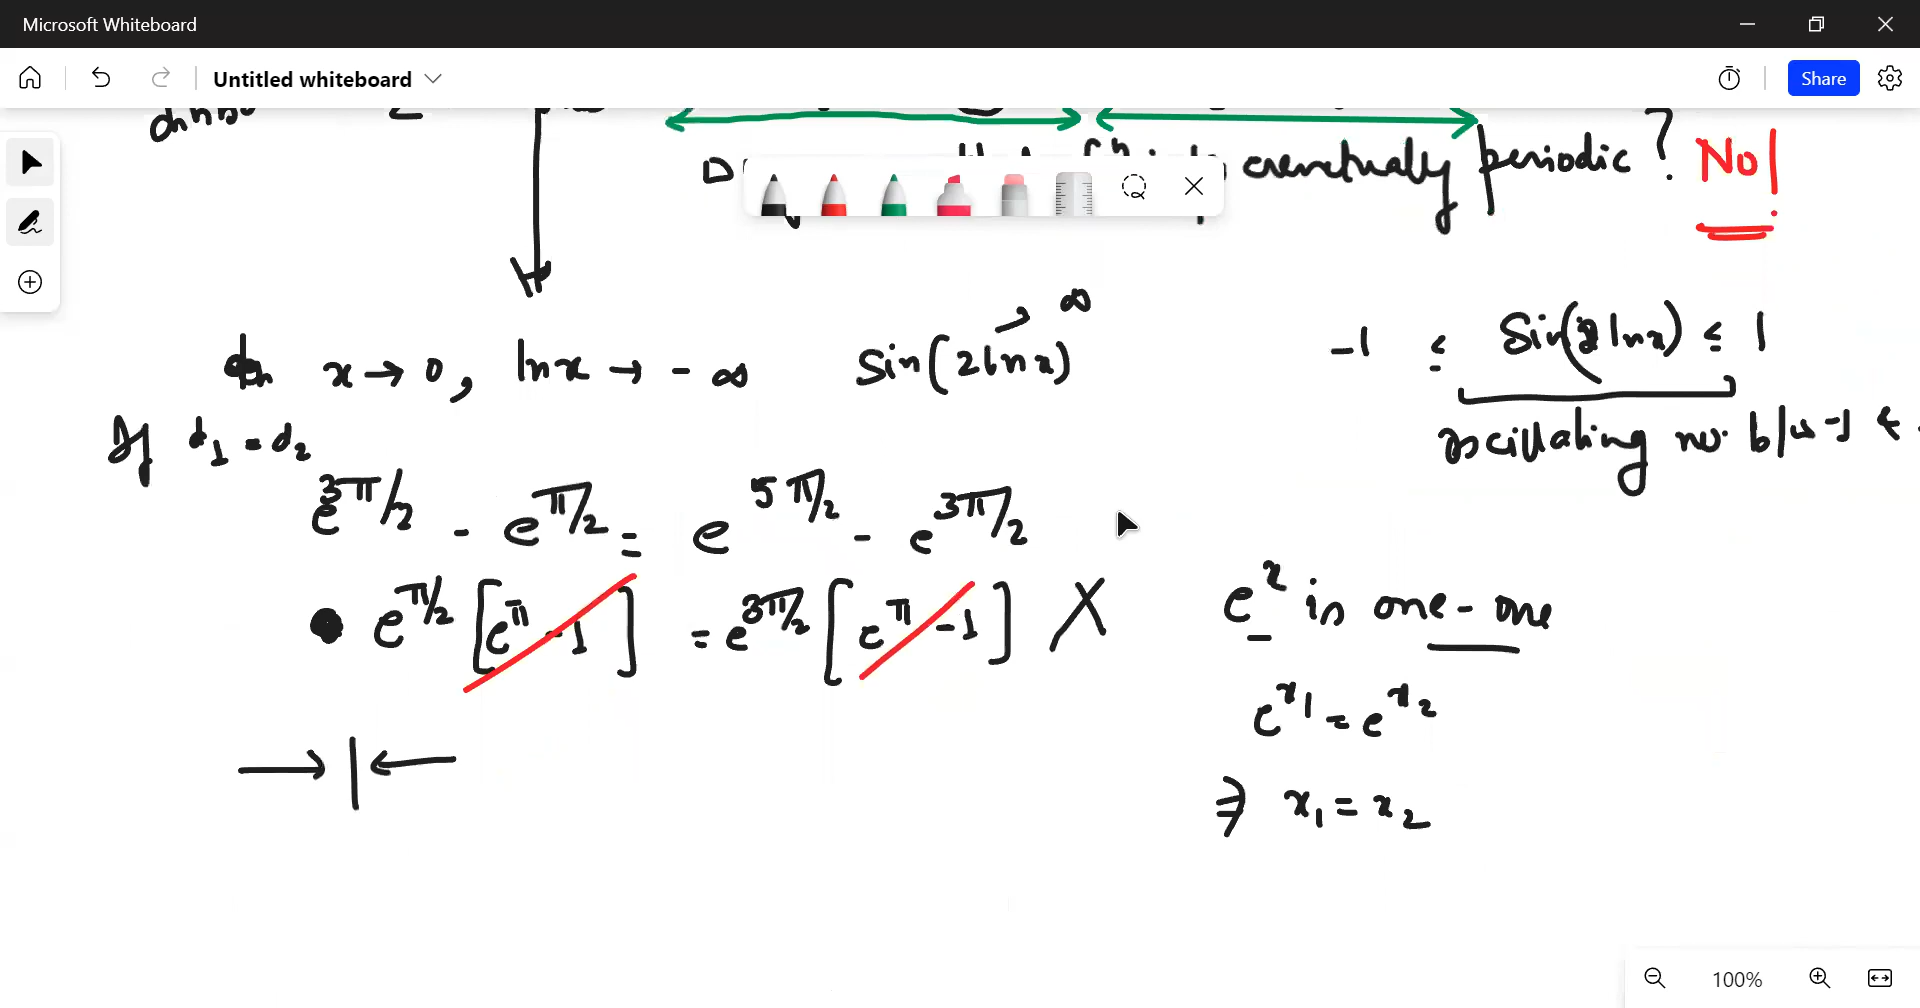 Microsoft Whiteboard
Untitled whiteboard
Share
eventually periodic ? No!
x → 0, ln x → - ∞
Sin(2 ln x) → ∞
-1 ≤ Sin(2 ln x) ≤ 1
oscillating no. b/w -1 &
If d₁ = d₂
e^{3π/2} - e^{π/2} = e^{5π/2} - e^{3π/2}
e^{π/2} [e^π - 1] = e^{3π/2} [e^π - 1] X
e^x is one-one
e^{x₁} = e^{x₂}
⇒ x₁ = x₂
100%